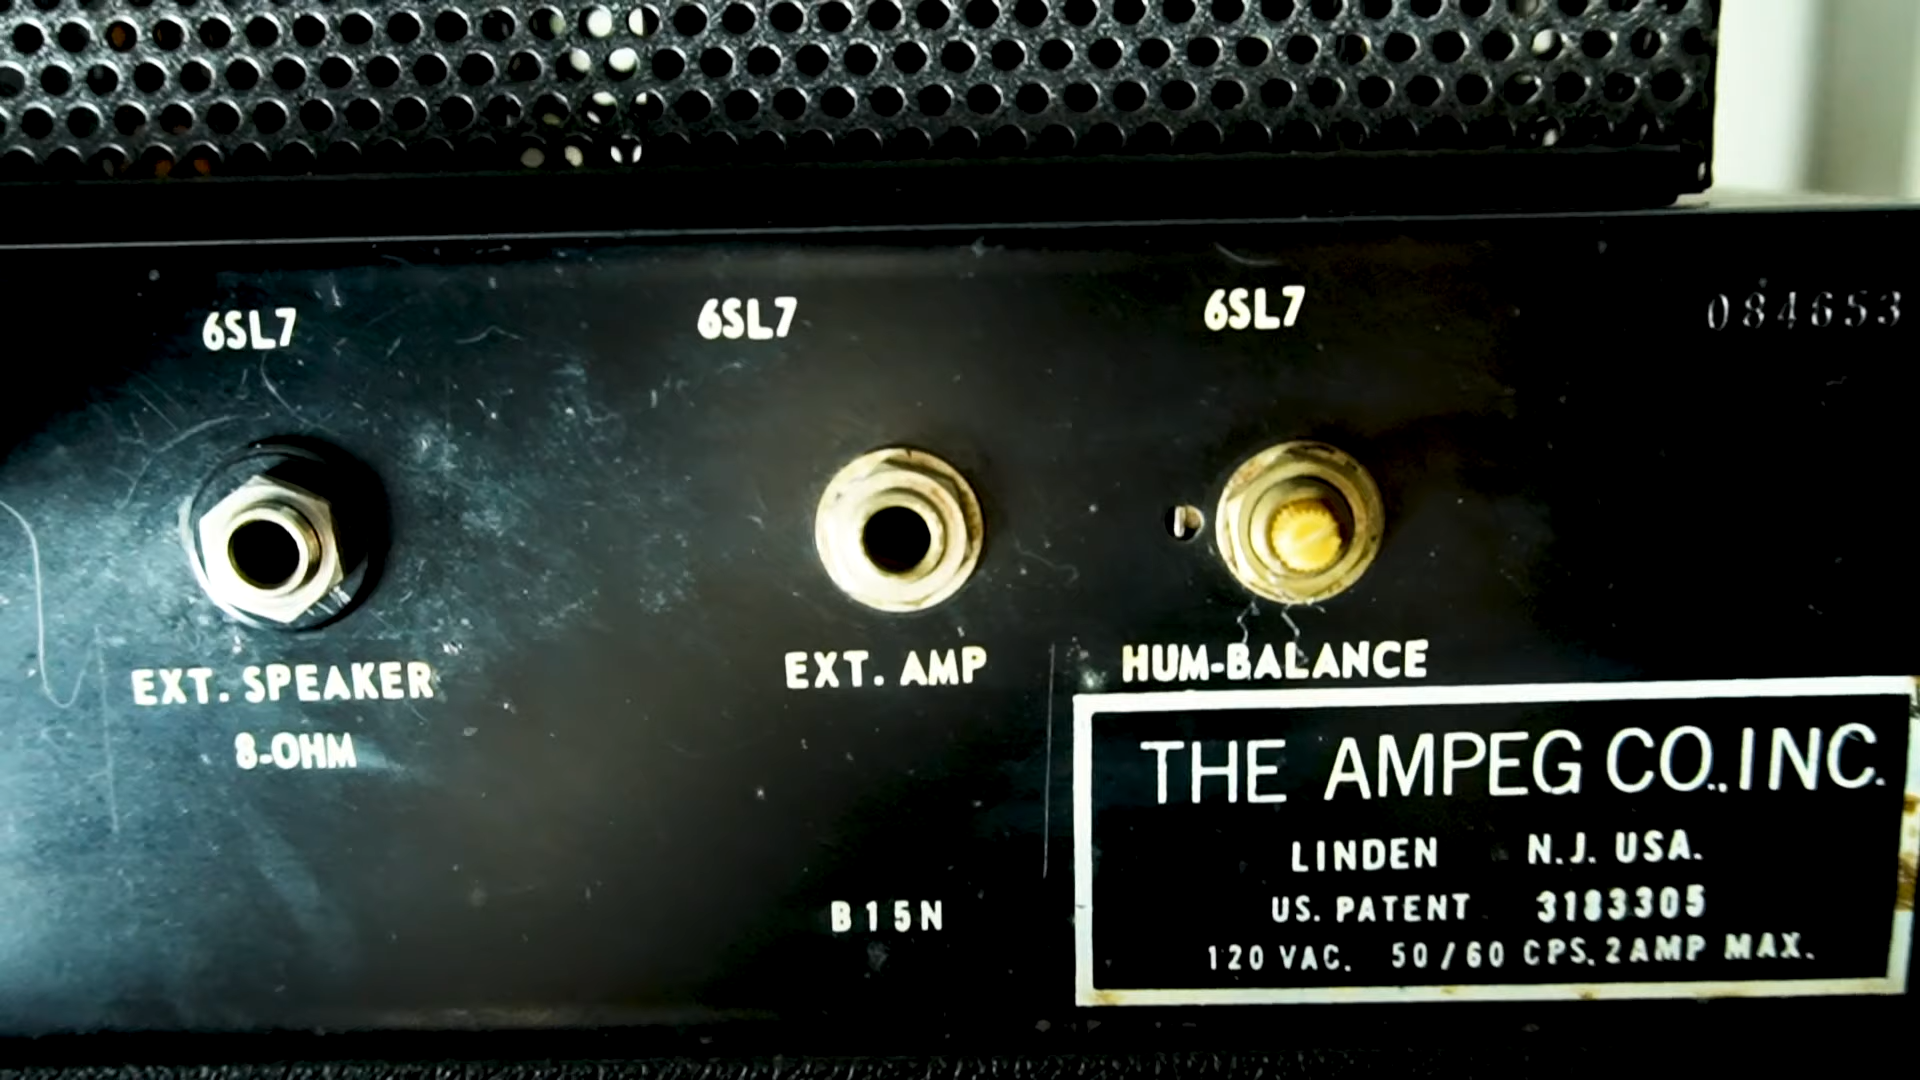 6SL7 6SL7 6SL7 084653
EXT. SPEAKER
8-OHM
EXT. AMP
HUM-BALANCE
B15N
THE AMPEG CO..INC.
LINDEN N.J. USA.
US. PATENT 3183305
120 VAC. 50/60 CPS. 2 AMP MAX.